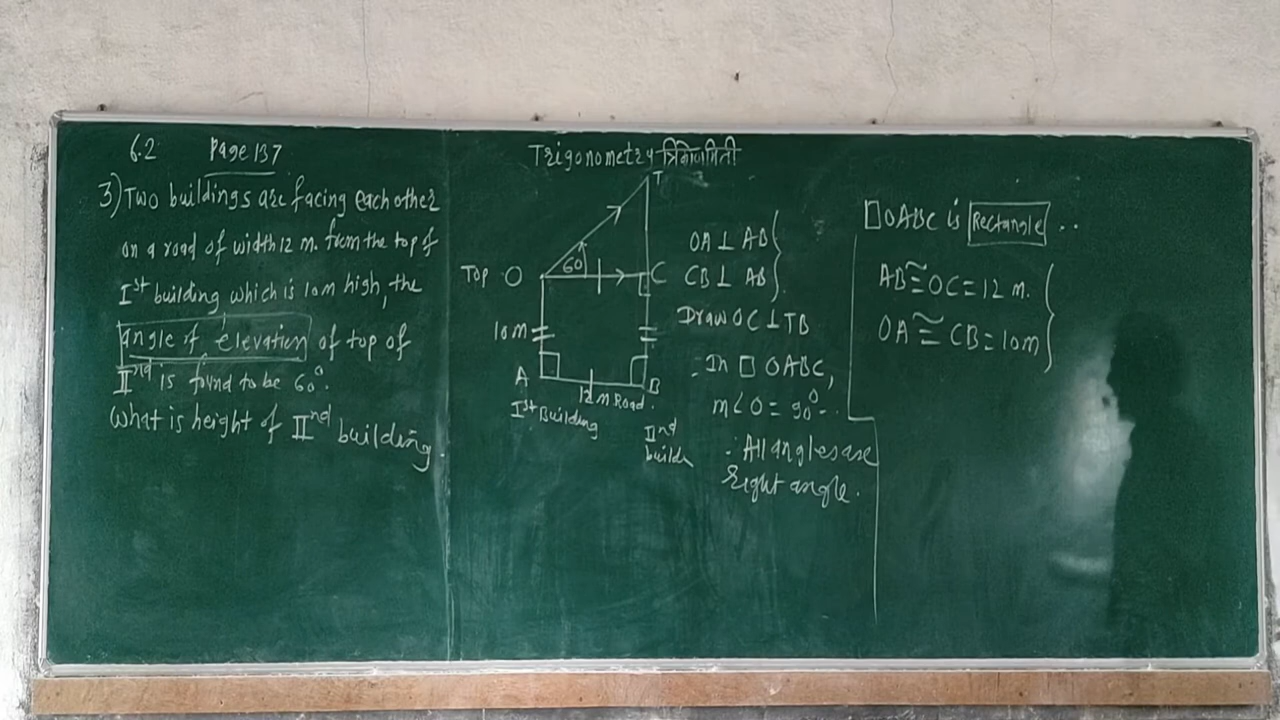 6.2 Page 137
Trigonometry त्रिकोणमिती
3) Two buildings are facing each other
on a road of width 12 m. from the top of
Ist building which is 10m high, the
angle of elevation of top of
IInd is found to be 60°.
What is height of IInd building
T
60
Top O
C
10M
A
B
12 M Road.
Ist Building
IInd
build
OA ⊥ AB
CB ⊥ AB
Draw OC ⊥ TB
∴ In □ OABC,
m∠O = 90°..
∴ All angles are
right angle.
□OABC is Rectangle ..
AB ≅ OC = 12 m.
OA ≅ CB = 10m